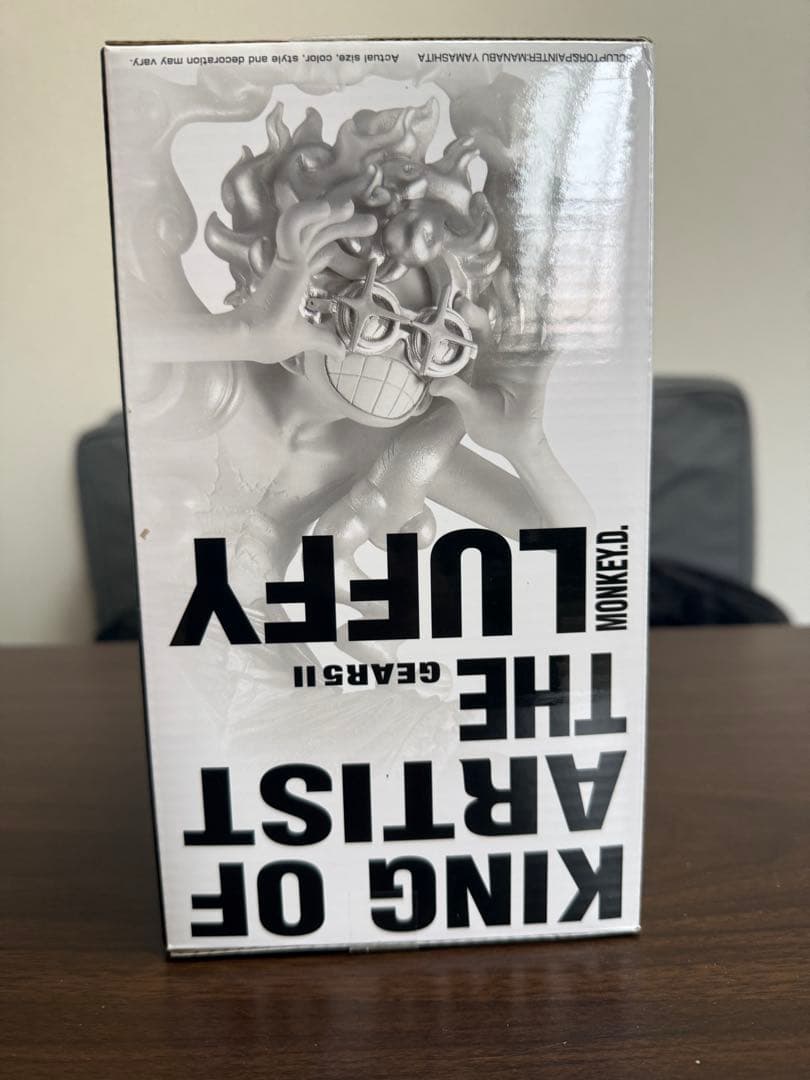 KING OF
ARTIST
THE GEAR5 II
MONKEY.D.
LUFFY
SCLUPTOR&PAINTER:MANABU YAMASHITA Actual size, color, style and decoration may vary.